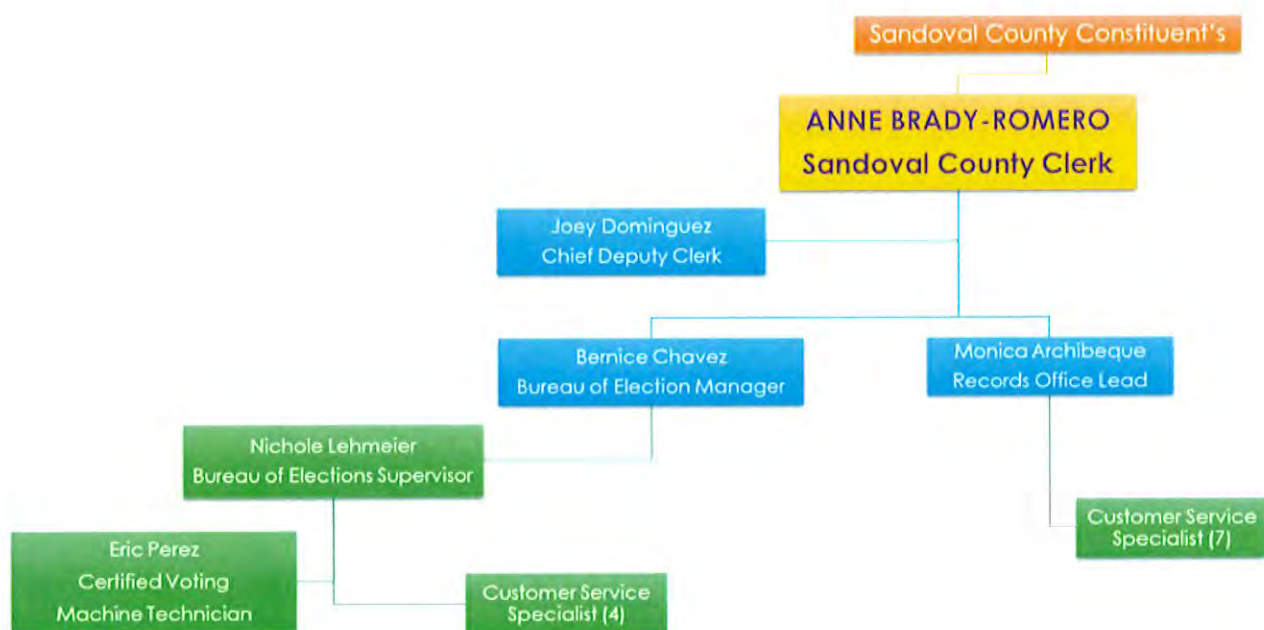 Sandoval County Constituent's
ANNE BRADY-ROMERO
Sandoval County Clerk
Joey Dominguez
Chief Deputy Clerk
Bernice Chavez
Bureau of Election Manager
Monica Archibeque
Records Office Lead
Nichole Lehmeier
Bureau of Elections Supervisor
Customer Service
Specialist (7)
Eric Perez
Certified Voting
Machine Technician
Customer Service
Specialist (4)